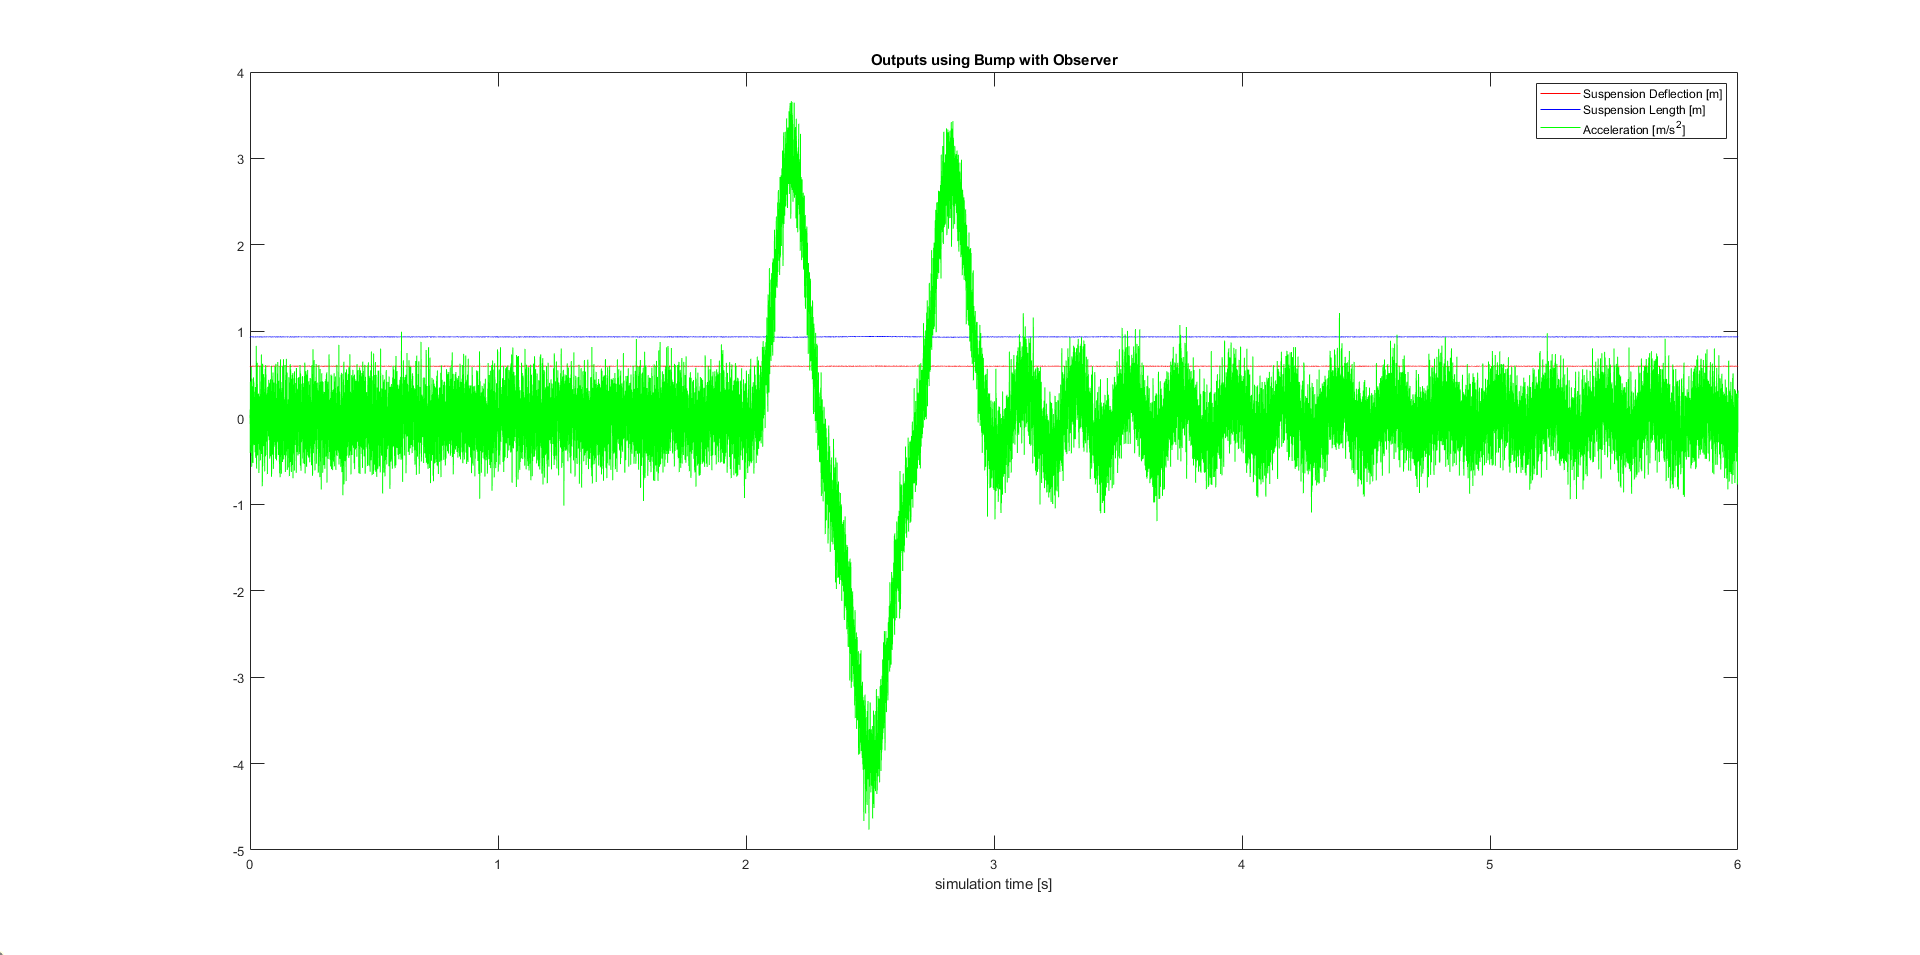 Outputs using Bump with Observer
Suspension Deflection [m]
Suspension Length [m]
Acceleration [m/s²]
4
3
2
1
0
-1
-2
-3
-4
-5
0 1 2 3 4 5 6
simulation time [s]